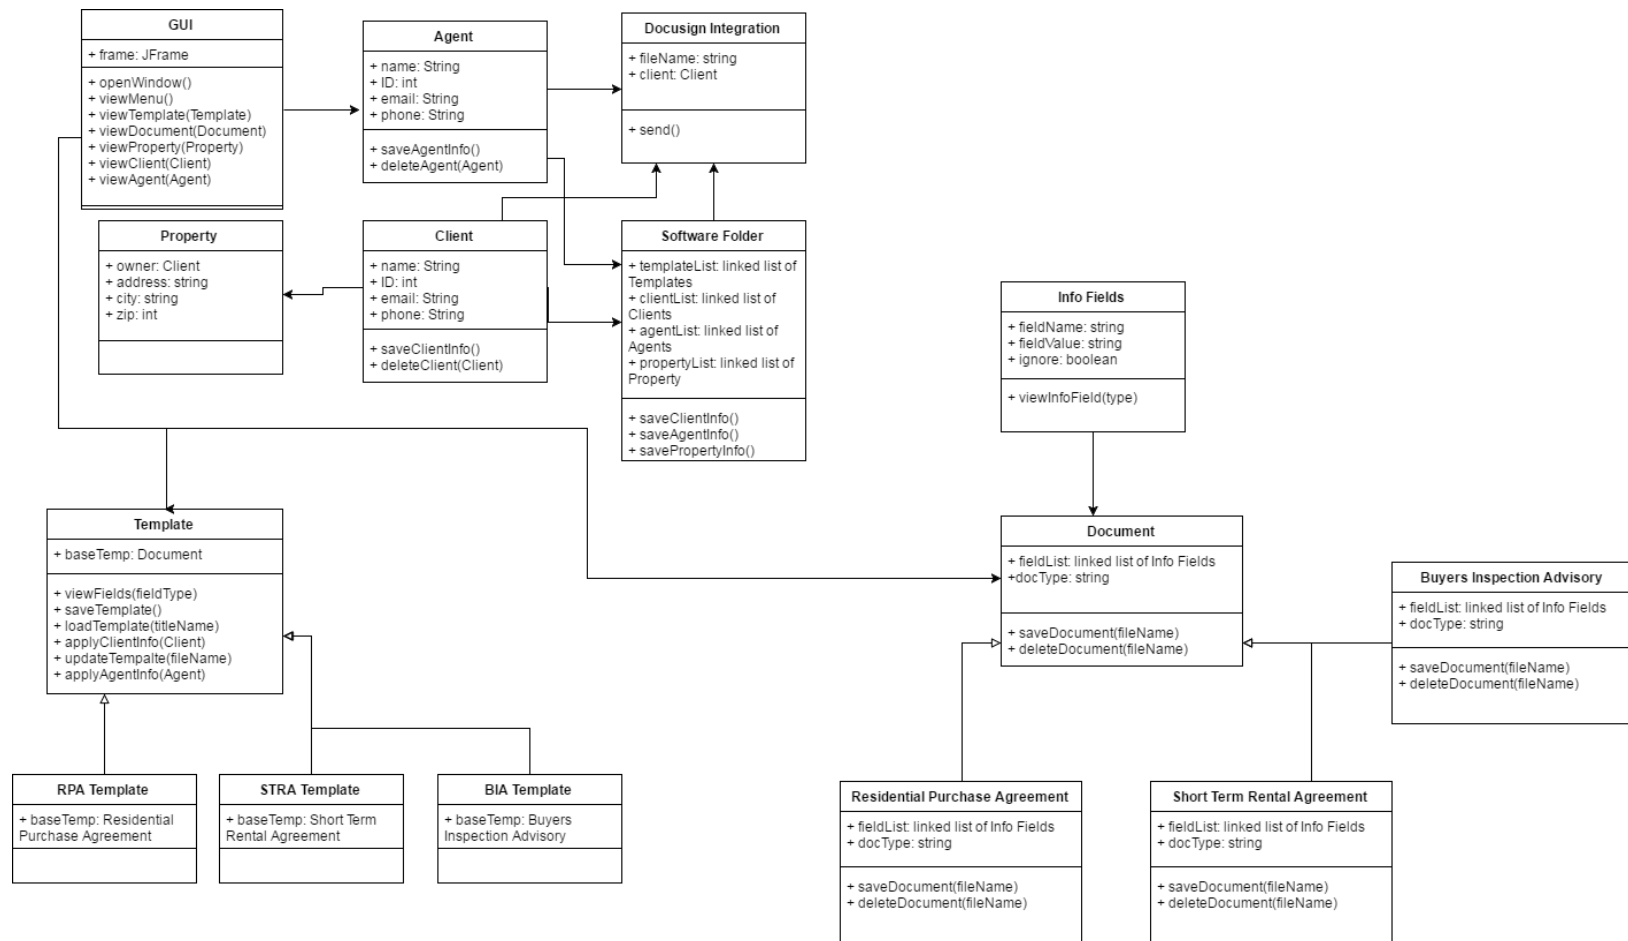 GUI
+ frame: JFrame
+ openWindow()
+ viewMenu()
+ viewTemplate(Template)
+ viewDocument(Document)
+ viewProperty(Property)
+ viewClient(Client)
+ viewAgent(Agent)
Agent
+ name: String
+ ID: int
+ email: String
+ phone: String
+ saveAgentInfo()
+ deleteAgent(Agent)
Docusign Integration
+ fileName: string
+ client: Client
+ send()
Property
+ owner: Client
+ address: string
+ city: string
+ zip: int
Client
+ name: String
+ ID: int
+ email: String
+ phone: String
+ saveClientInfo()
+ deleteClient(Client)
Software Folder
+ templateList: linked list of
Templates
+ clientList: linked list of
Clients
+ agentList: linked list of
Agents
+ propertyList: linked list of
Property
+ saveClientInfo()
+ saveAgentInfo()
+ savePropertyInfo()
Info Fields
+ fieldName: string
+ fieldValue: string
+ ignore: boolean
+ viewInfoField(type)
Template
+ baseTemp: Document
+ viewFields(fieldType)
+ saveTemplate()
+ loadTemplate(titleName)
+ applyClientInfo(Client)
+ updateTempalte(fileName)
+ applyAgentInfo(Agent)
Document
+ fieldList: linked list of Info Fields
+docType: string
+ saveDocument(fileName)
+ deleteDocument(fileName)
Buyers Inspection Advisory
+ fieldList: linked list of Info Fields
+ docType: string
+ saveDocument(fileName)
+ deleteDocument(fileName)
RPA Template
+ baseTemp: Residential
Purchase Agreement
STRA Template
+ baseTemp: Short Term
Rental Agreement
BIA Template
+ baseTemp: Buyers
Inspection Advisory
Residential Purchase Agreement
+ fieldList: linked list of Info Fields
+ docType: string
+ saveDocument(fileName)
+ deleteDocument(fileName)
Short Term Rental Agreement
+ fieldList: linked list of Info Fields
+ docType: string
+ saveDocument(fileName)
+ deleteDocument(fileName)